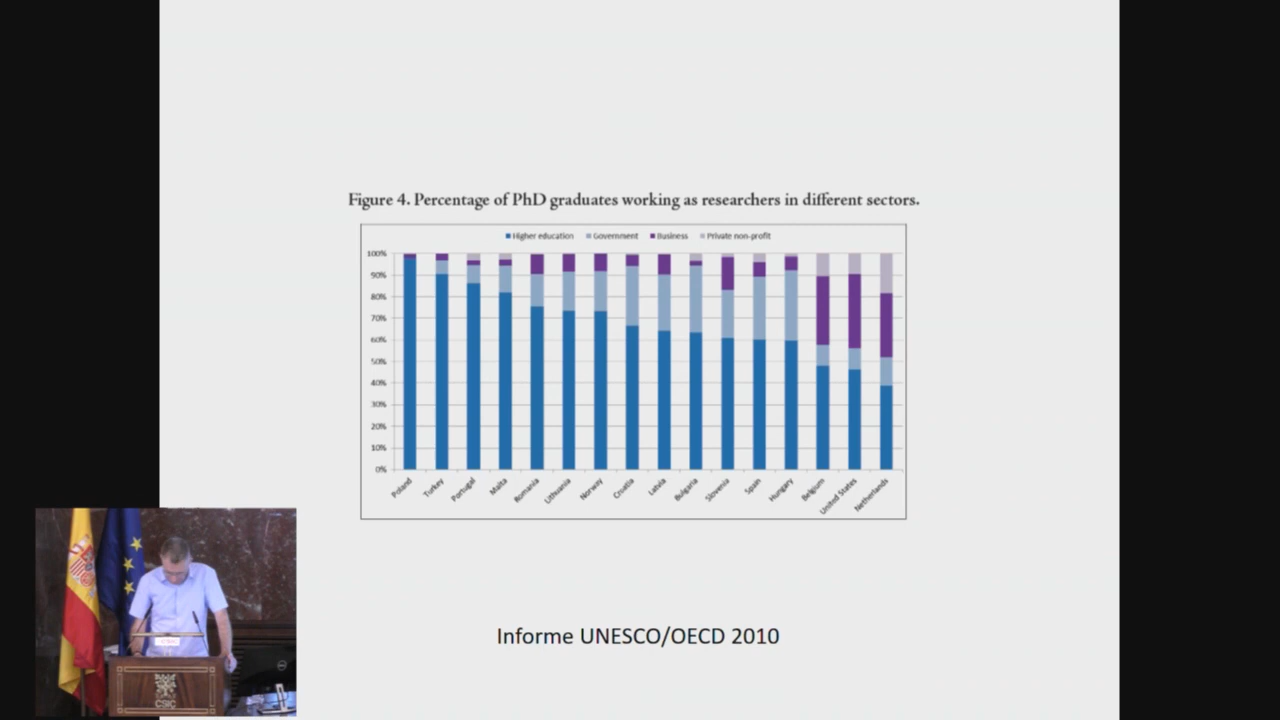 Figure 4. Percentage of PhD graduates working as researchers in different sectors.
Higher education Government Business Private non-profit
100%
90%
80%
70%
60%
50%
40%
30%
20%
10%
0%
Poland Turkey Portugal Malta Romania Lithuania Norway Croatia Latvia Bulgaria Slovenia Spain Hungary Belgium United States Netherlands
Informe UNESCO/OECD 2010
CSIC